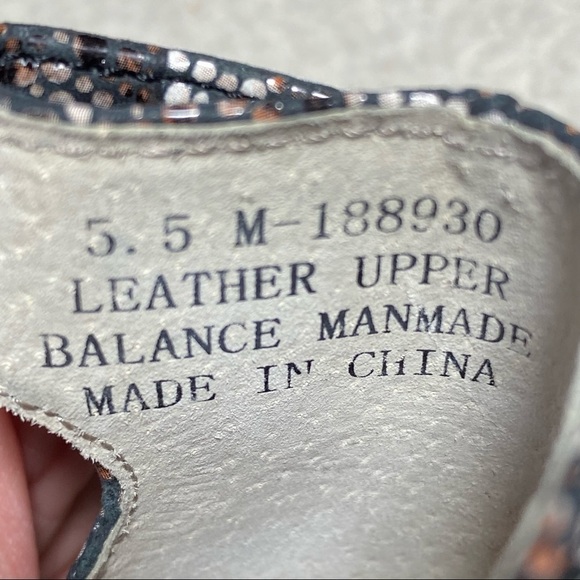 5.5 M-188930
LEATHER UPPER
BALANCE MANMADE
MADE IN CHINA